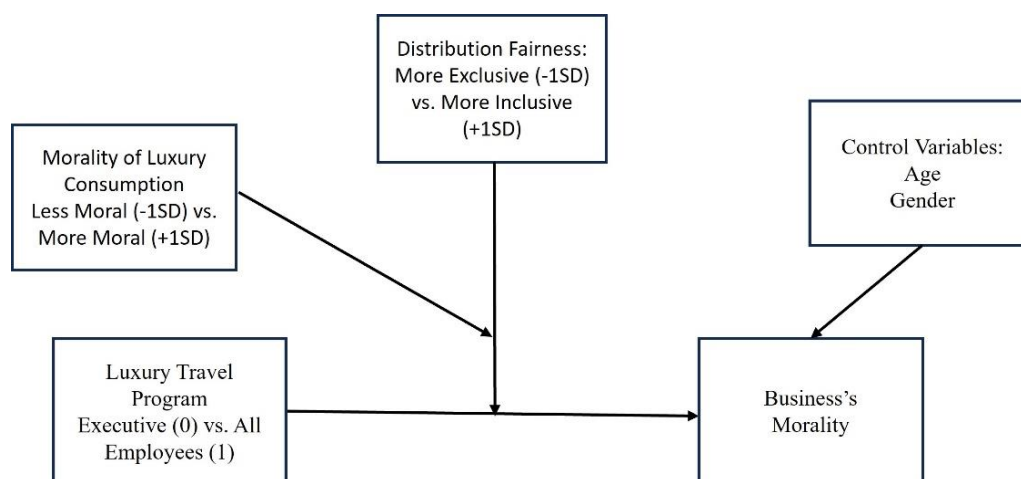 Distribution Fairness:
More Exclusive (-1SD)
vs. More Inclusive
(+1SD)
Morality of Luxury
Consumption
Less Moral (-1SD) vs.
More Moral (+1SD)
Control Variables:
Age
Gender
Luxury Travel
Program
Executive (0) vs. All
Employees (1)
Business’s
Morality